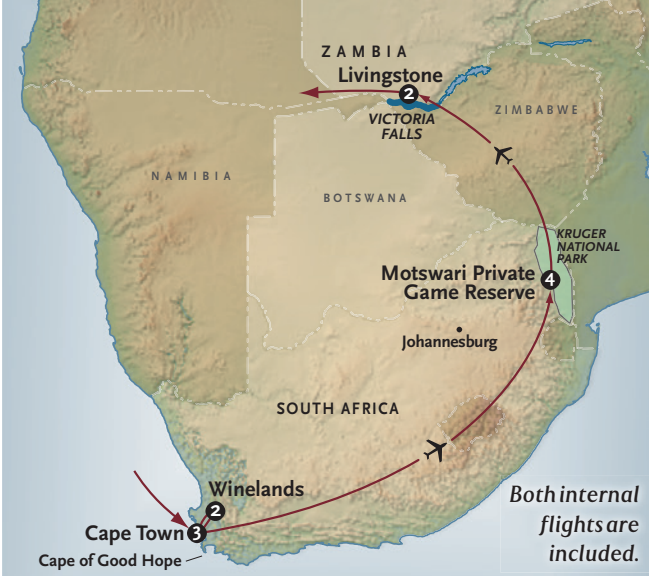 ZAMBIA
Livingstone
2
VICTORIA
FALLS
ZIMBABWE
NAMIBIA
BOTSWANA
KRUGER
NATIONAL
PARK
Motswari Private
Game Reserve
4
Johannesburg
SOUTH AFRICA
Winelands
2
Cape Town
3
Cape of Good Hope
Both internal
flights are
included.